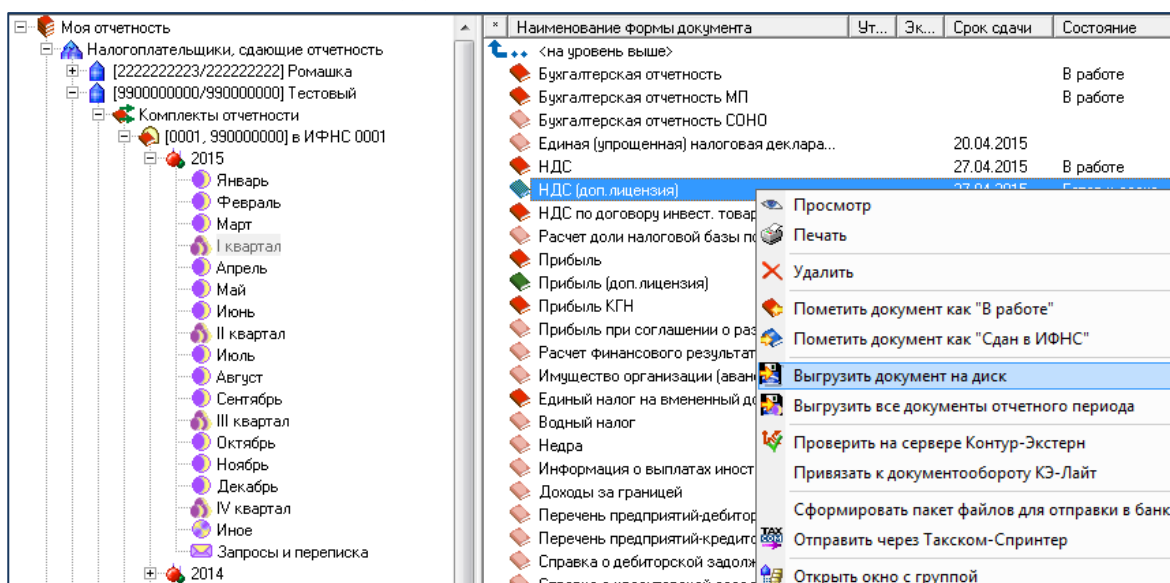 Моя отчетность
Налогоплательщики, сдающие отчетность
[2222222223/222222222] Ромашка
[9900000000/990000000] Тестовый
Комплекты отчетности
[0001, 990000000] в ИФНС 0001
2015
Январь
Февраль
Март
I квартал
Апрель
Май
Июнь
II квартал
Июль
Август
Сентябрь
III квартал
Октябрь
Ноябрь
Декабрь
IV квартал
Иное
Запросы и переписка
2014
* Наименование формы документа Ут... Эк... Срок сдачи Состояние
<на уровень выше>
Бухгалтерская отчетность В работе
Бухгалтерская отчетность МП В работе
Бухгалтерская отчетность СОНО
Единая (упрощенная) налоговая деклара... 20.04.2015
НДС 27.04.2015 В работе
НДС (доп.лицензия) 27.04.2015
НДС по договору инвест. товар
Расчет доли налоговой базы по
Прибыль
Прибыль (доп.лицензия)
Прибыль КГН
Прибыль при соглашении о раз
Расчет финансового результат
Имущество организации (аван
Единый налог на вмененный до
Водный налог
Недра
Информация о выплатах иност
Доходы за границей
Перечень предприятий-дебитор
Перечень предприятий-кредито
Справка о дебиторской задолж
Просмотр
Печать
Удалить
Пометить документ как "В работе"
Пометить документ как "Сдан в ИФНС"
Выгрузить документ на диск
Выгрузить все документы отчетного периода
Проверить на сервере Контур-Экстерн
Привязать к документообороту КЭ-Лайт
Сформировать пакет файлов для отправки в банк
TAX COM Отправить через Такском-Спринтер
Открыть окно с группой